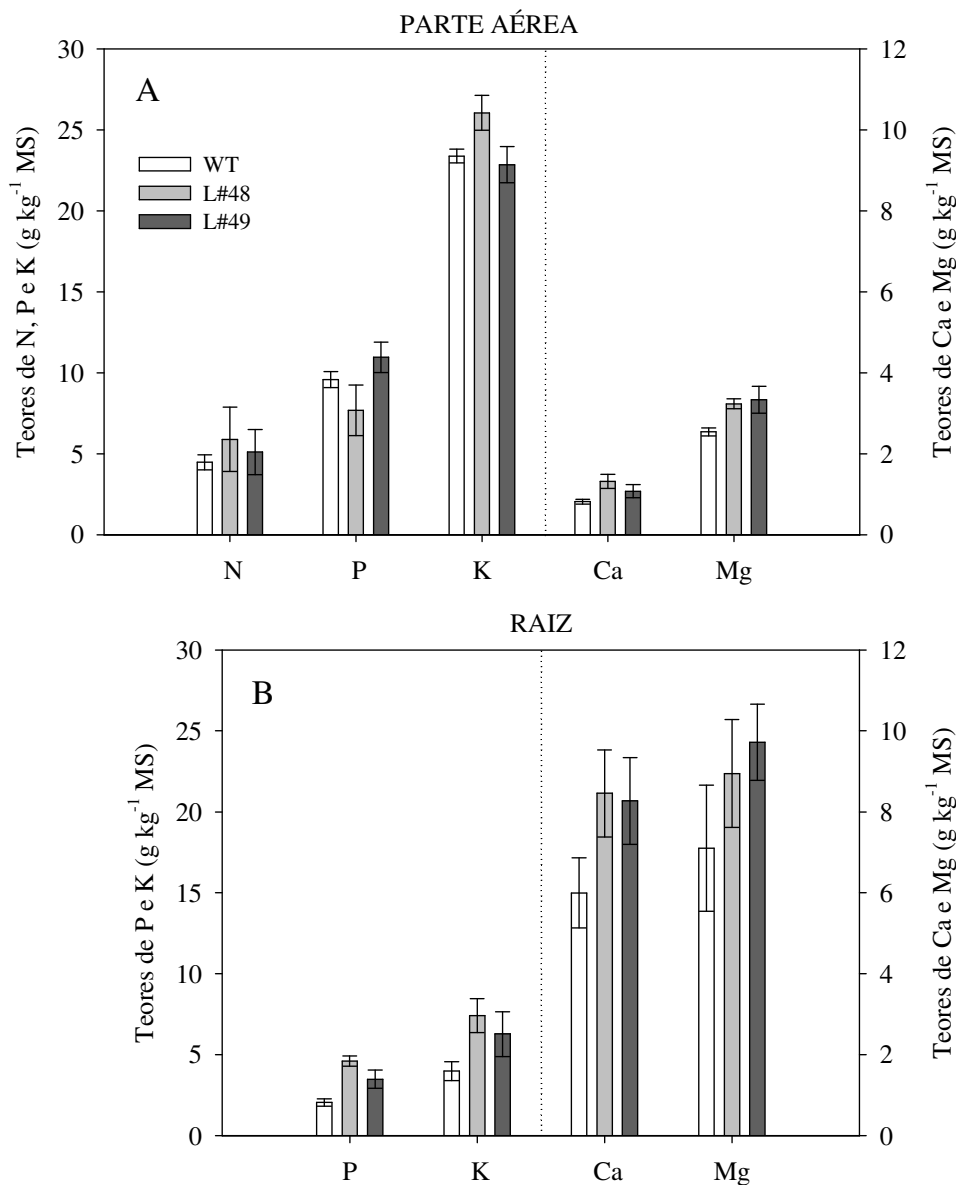 PARTE AÉREA
A
WT
L#48
L#49
Teores de N, P e K (g kg⁻¹ MS)
30
25
20
15
10
5
0
Teores de Ca e Mg (g kg⁻¹ MS)
12
10
8
6
4
2
0
N P K Ca Mg
RAIZ
B
Teores de P e K (g kg⁻¹ MS)
30
25
20
15
10
5
0
Teores de Ca e Mg (g kg⁻¹ MS)
12
10
8
6
4
2
0
P K Ca Mg